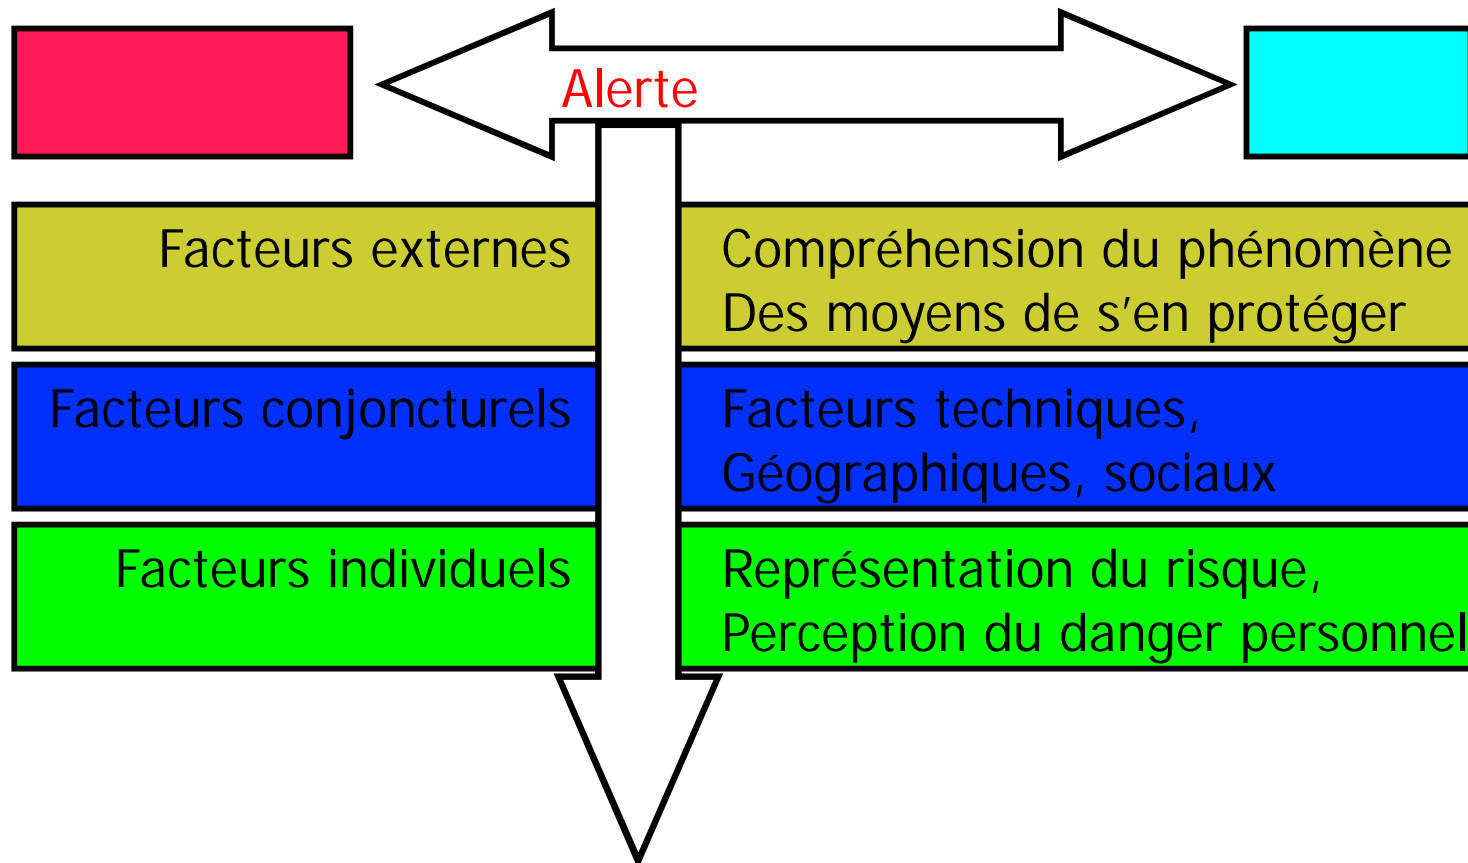 Alerte
Facteurs externes
Compréhension du phénomène
Des moyens de s'en protéger
Facteurs conjoncturels
Facteurs techniques,
Géographiques, sociaux
Facteurs individuels
Représentation du risque,
Perception du danger personnel